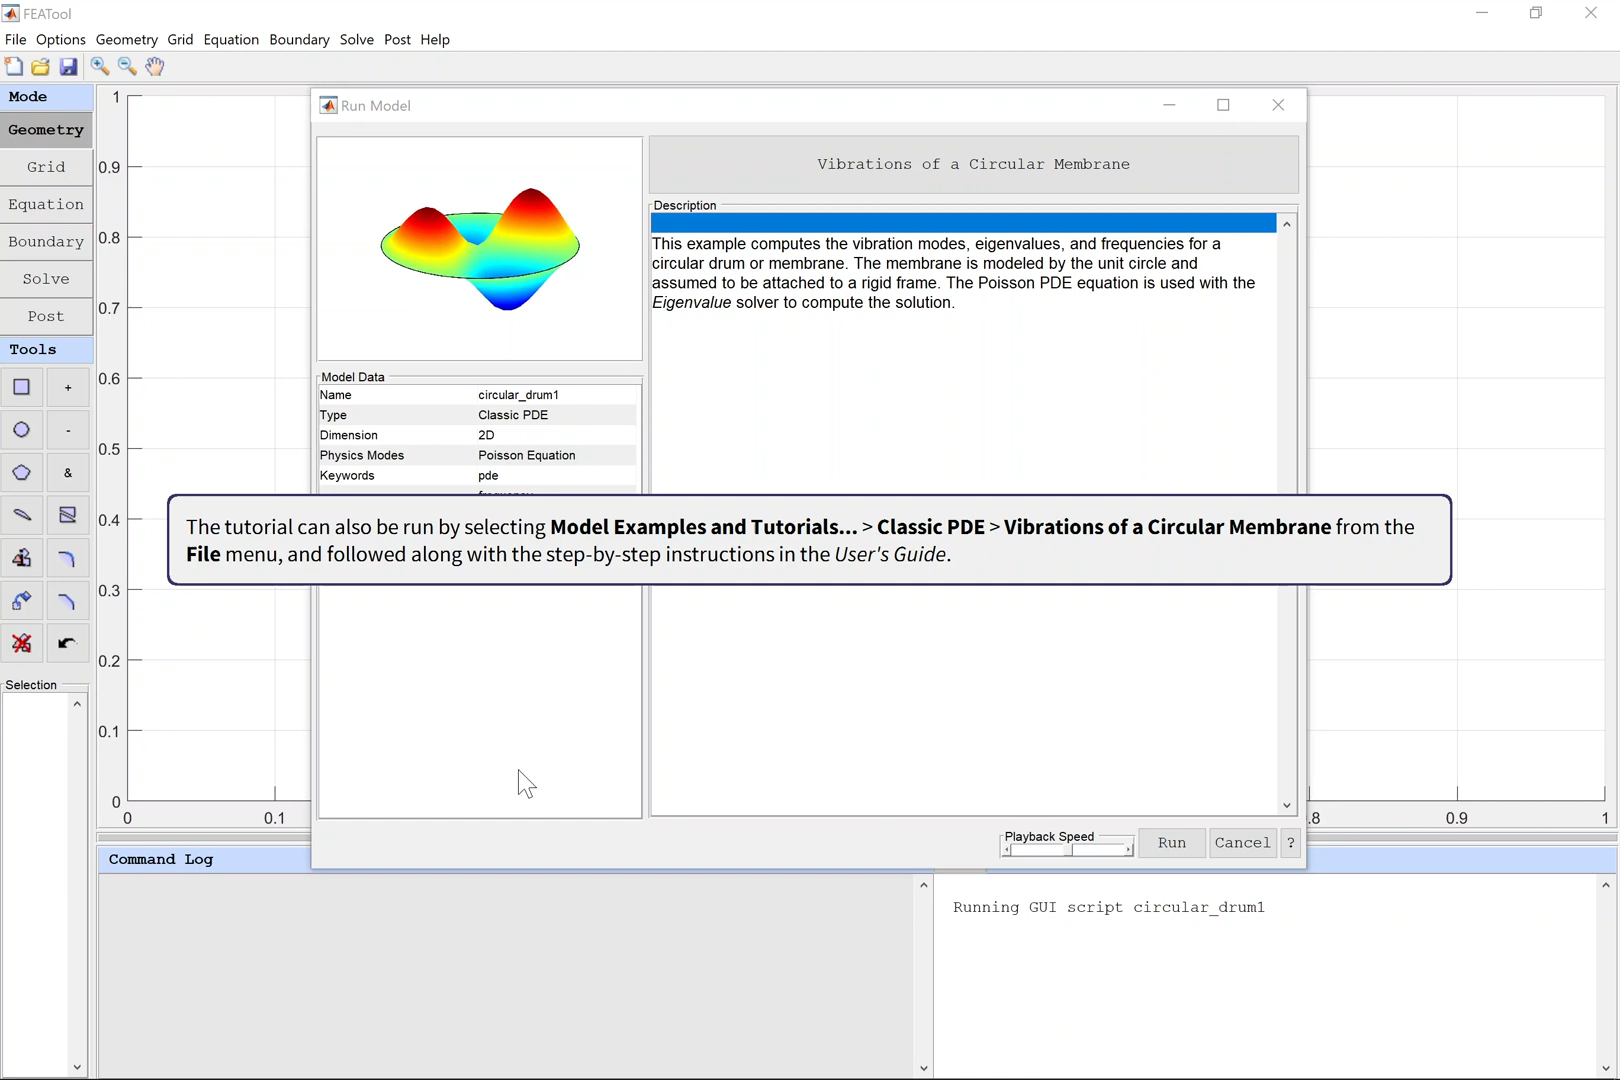 FEATool
File Options Geometry Grid Equation Boundary Solve Post Help
Mode
Geometry
Grid
Equation
Boundary
Solve
Post
Tools
+
-
&
Selection
1
0.9
0.8
0.7
0.6
0.5
0.4
0.3
0.2
0.1
0
0 0.1 .8 0.9 1
Run Model
Vibrations of a Circular Membrane
Description
This example computes the vibration modes, eigenvalues, and frequencies for a
circular drum or membrane. The membrane is modeled by the unit circle and
assumed to be attached to a rigid frame. The Poisson PDE equation is used with the
Eigenvalue solver to compute the solution.
Model Data
Name circular_drum1
Type Classic PDE
Dimension 2D
Physics Modes Poisson Equation
Keywords pde
The tutorial can also be run by selecting Model Examples and Tutorials... > Classic PDE > Vibrations of a Circular Membrane from the
File menu, and followed along with the step-by-step instructions in the User's Guide.
Playback Speed
Run Cancel ?
Command Log
Running GUI script circular_drum1